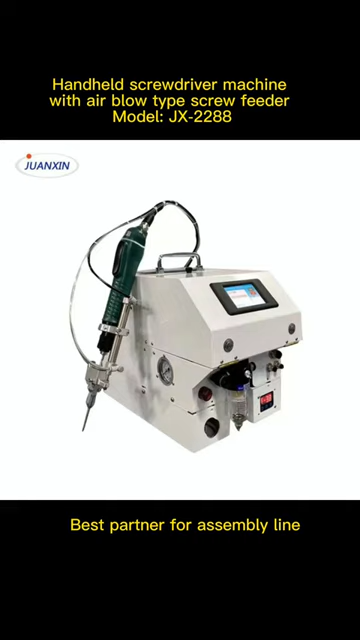 Handheld screwdriver machine
with air blow type screw feeder
Model: JX-2288
JUANXIN
Best partner for assembly line